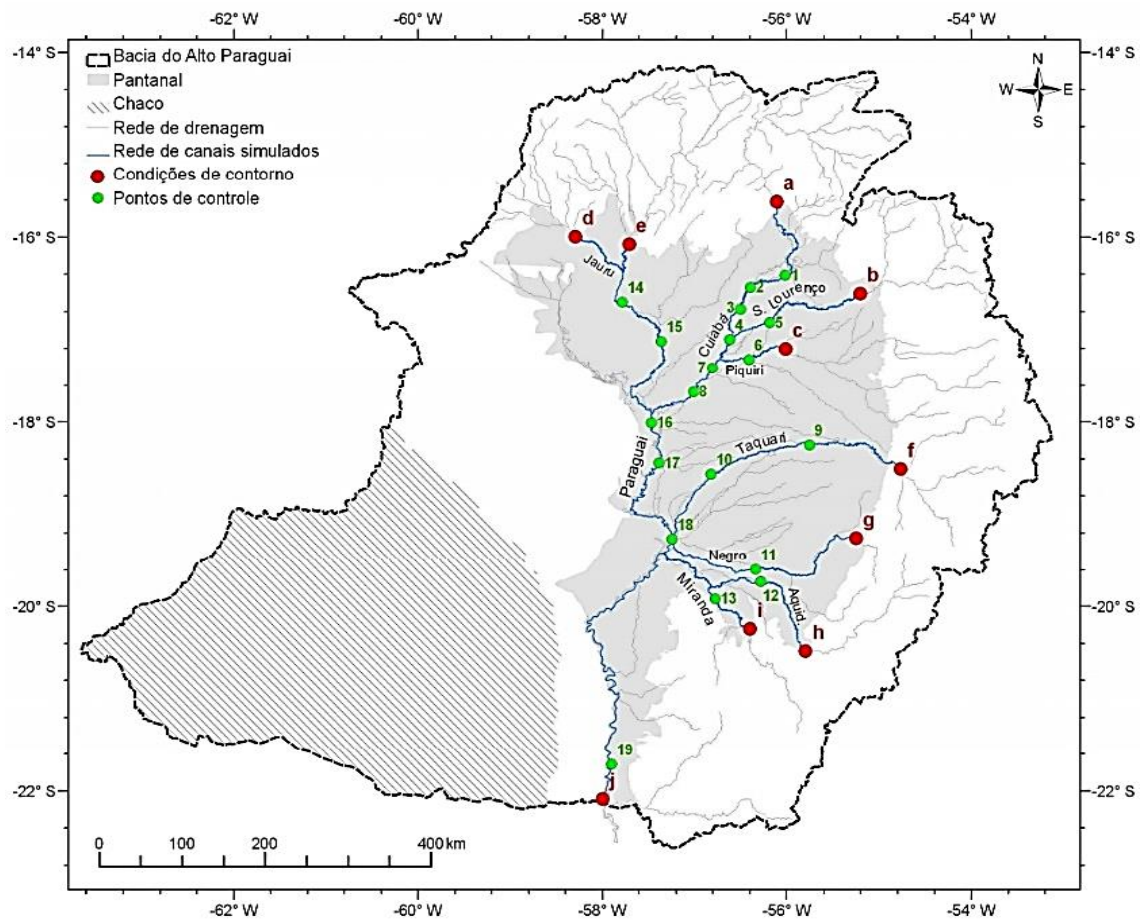 -62° W -60° W -58° W -56° W -54° W
-14° S -14° S
Bacia do Alto Paraguai
Pantanal
Chaco
Rede de drenagem
Rede de canais simulados
Condições de contorno
Pontos de controle
N
W E
S
a
d e
-16° S -16° S
Jauru
1
b
2
14
S. Lourenço
3
15
4
5
Cuiabá
6
c
7
Piquiri
8
-18° S -18° S
16
9
Taquari
f
17
10
Paraguai
18
g
Negro
11
12
Miranda
13
Aquid.
i
-20° S -20° S
h
19
j
-22° S -22° S
0 100 200 400 km
-62° W -60° W -58° W -56° W -54° W